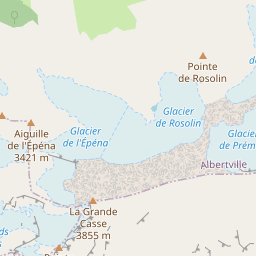 Pointe
de Rosolin
Glacier
de Rosolin
Aiguille
de l'Épéna
3421 m
Glacier
de l'Épéna
Glacier
de Prém
Albertville
La Grande
Casse
3855 m